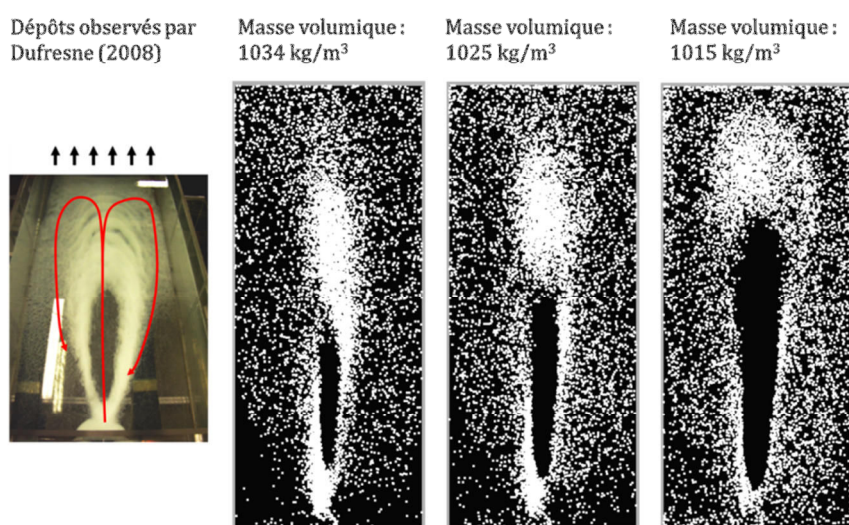 Dépôts observés par
Dufresne (2008)
Masse volumique :
1034 kg/m³
Masse volumique :
1025 kg/m³
Masse volumique :
1015 kg/m³